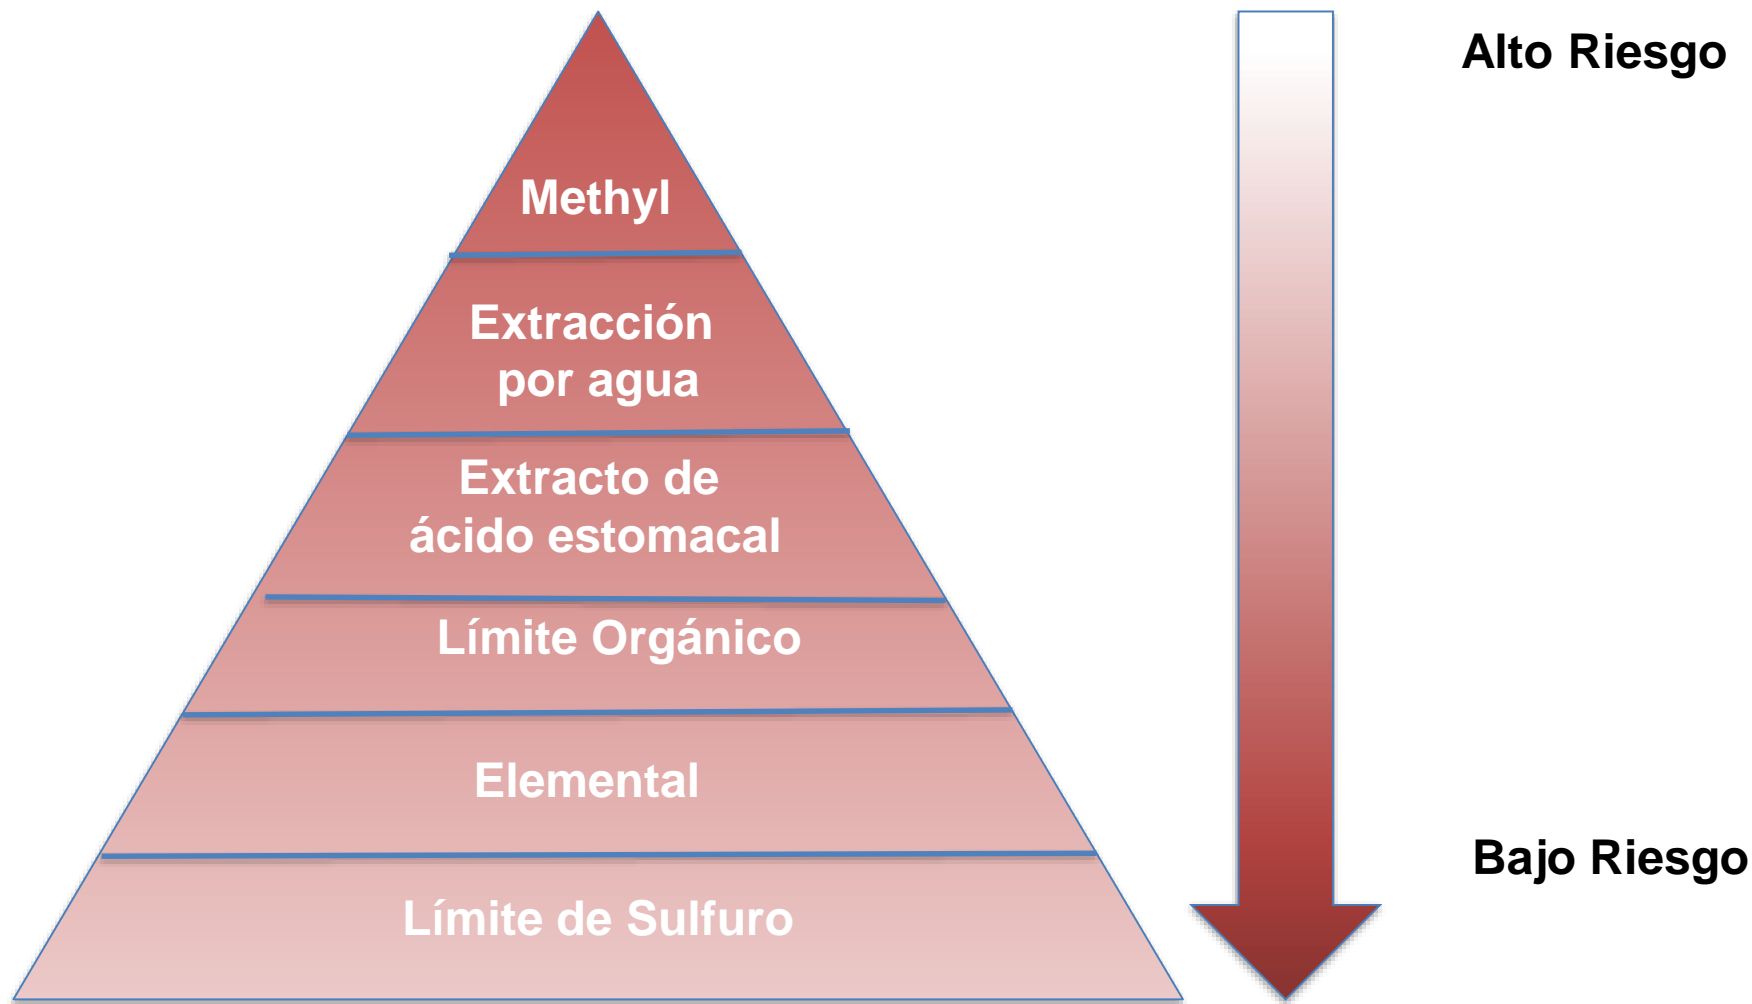 Alto Riesgo
Methyl
Extracción
por agua
Extracto de
ácido estomacal
Límite Orgánico
Elemental
Bajo Riesgo
Límite de Sulfuro